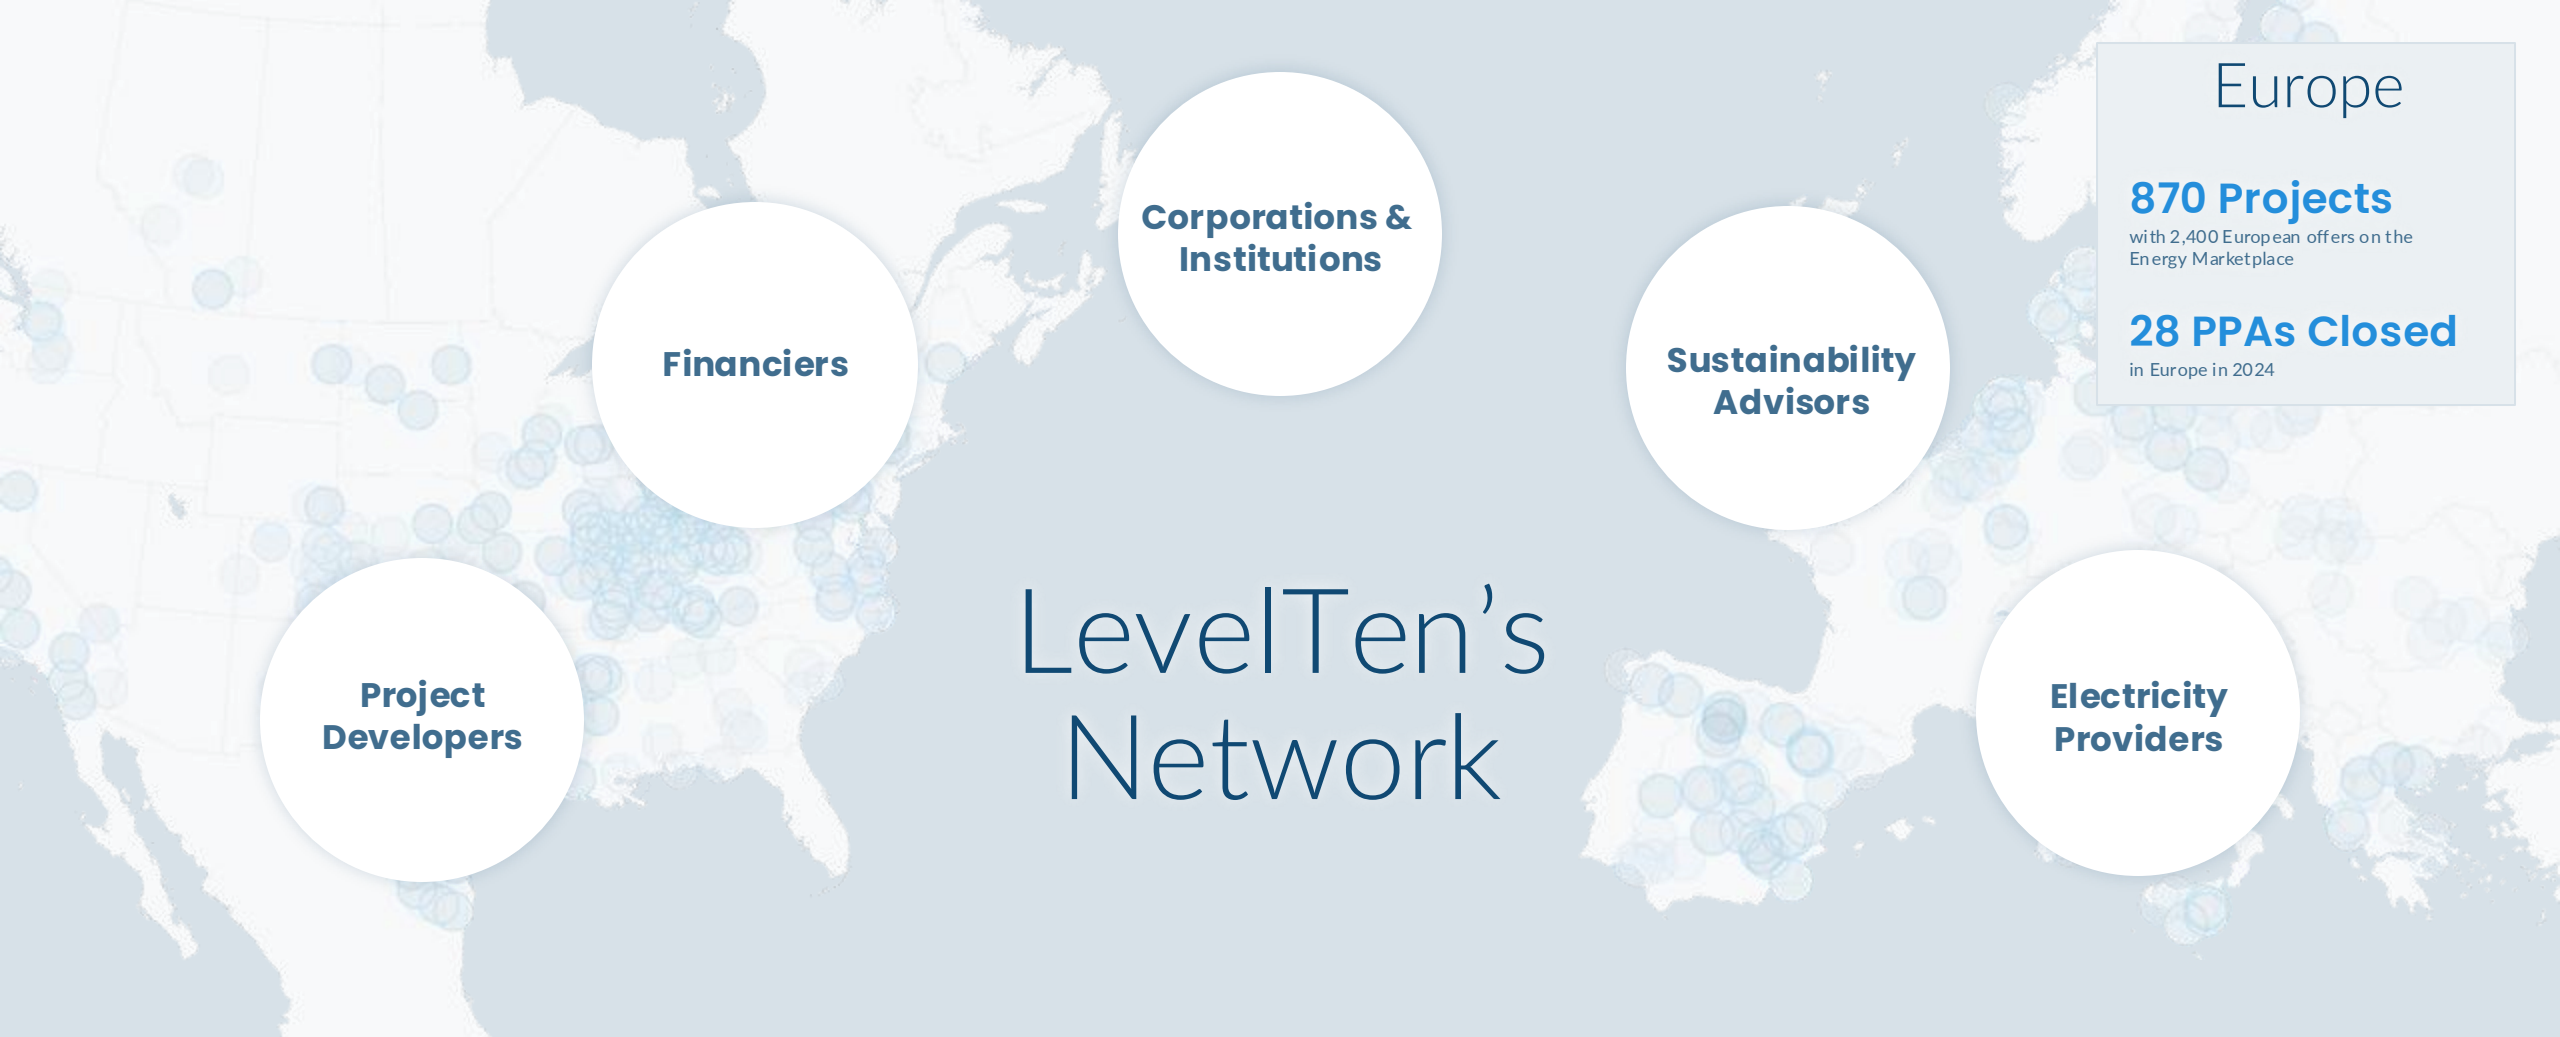 Corporations &
Institutions
Financiers
Sustainability
Advisors
Project
Developers
Electricity
Providers
LevelTen’s
Network
Europe
870 Projects
with 2,400 European offers on the
Energy Marketplace
28 PPAs Closed
in Europe in 2024